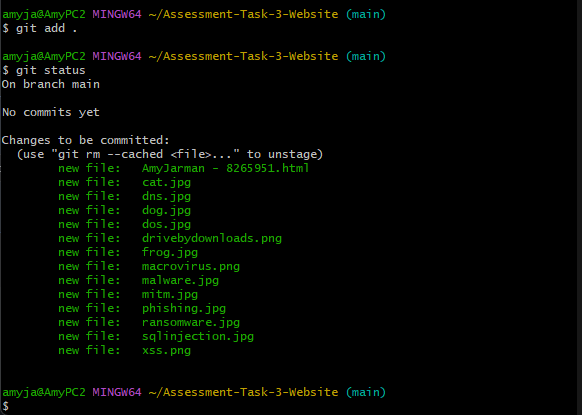 amyja@AmyPC2 MINGW64 ~/Assessment-Task-3-Website (main)
$ git add .
amyja@AmyPC2 MINGW64 ~/Assessment-Task-3-Website (main)
$ git status
On branch main
No commits yet
Changes to be committed:
  (use "git rm --cached <file>..." to unstage)
        new file:   AmyJarman - 8265951.html
        new file:   cat.jpg
        new file:   dns.jpg
        new file:   dog.jpg
        new file:   dos.jpg
        new file:   drivebydownloads.png
        new file:   frog.jpg
        new file:   macrovirus.png
        new file:   malware.jpg
        new file:   mitm.jpg
        new file:   phishing.jpg
        new file:   ransomware.jpg
        new file:   sqlinjection.jpg
        new file:   xss.png
amyja@AmyPC2 MINGW64 ~/Assessment-Task-3-Website (main)
$